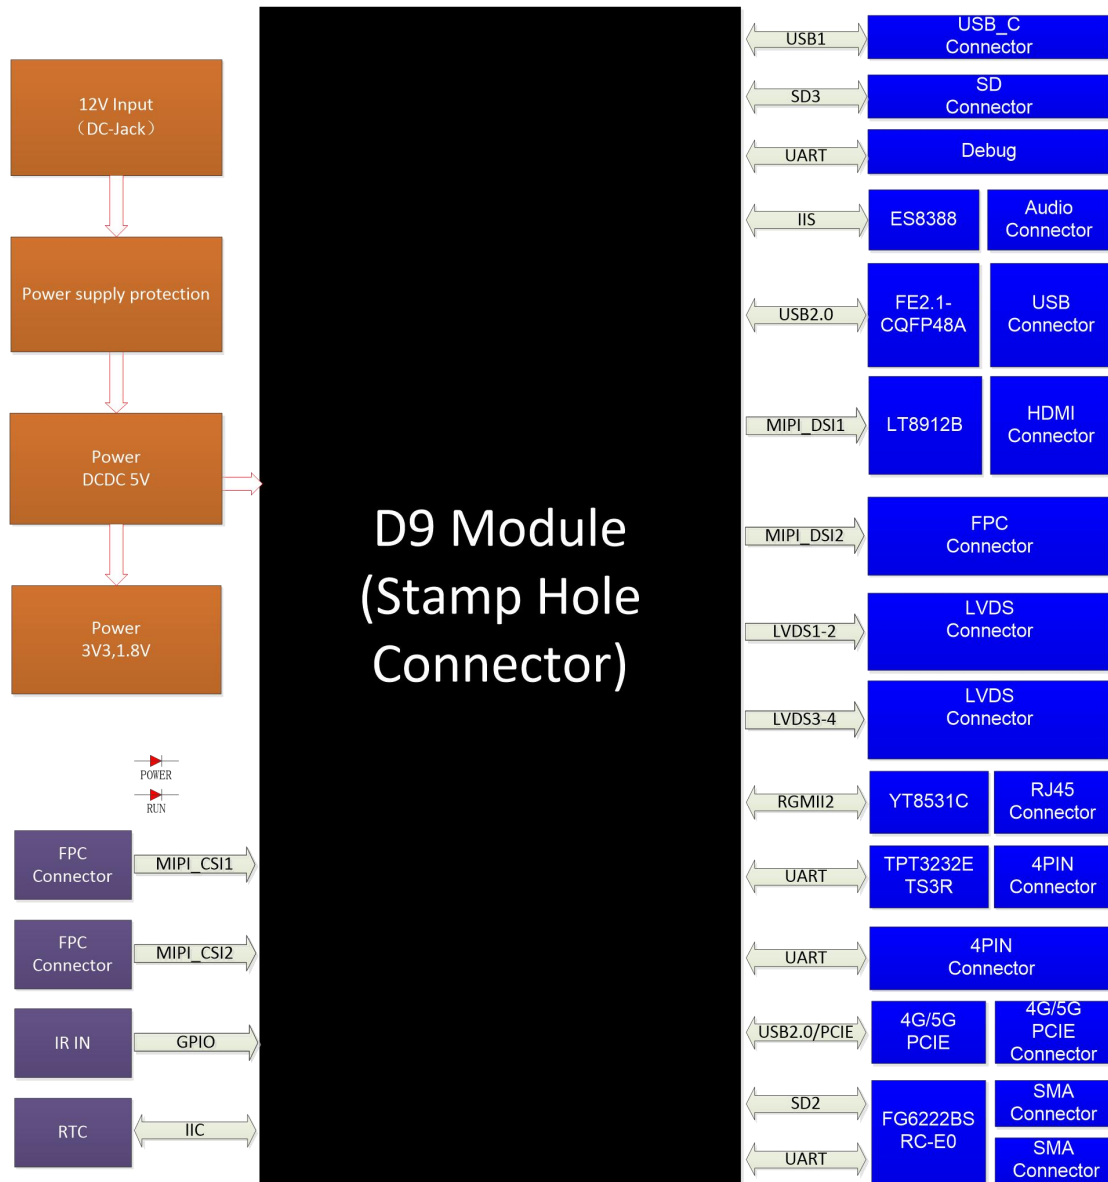 12V Input
（DC-Jack）
Power supply protection
Power
DCDC 5V
Power
3V3,1.8V
POWER
RUN
FPC
Connector
MIPI_CSI1
FPC
Connector
MIPI_CSI2
IR IN
GPIO
RTC
IIC
D9 Module
(Stamp Hole
Connector)
USB1
USB_C
Connector
SD3
SD
Connector
UART
Debug
IIS
ES8388
Audio
Connector
USB2.0
FE2.1-
CQFP48A
USB
Connector
MIPI_DSI1
LT8912B
HDMI
Connector
MIPI_DSI2
FPC
Connector
LVDS1-2
LVDS
Connector
LVDS3-4
LVDS
Connector
RGMII2
YT8531C
RJ45
Connector
UART
TPT3232E
TS3R
4PIN
Connector
UART
4PIN
Connector
USB2.0/PCIE
4G/5G
PCIE
4G/5G
PCIE
Connector
SD2
UART
FG6222BS
RC-E0
SMA
Connector
SMA
Connector